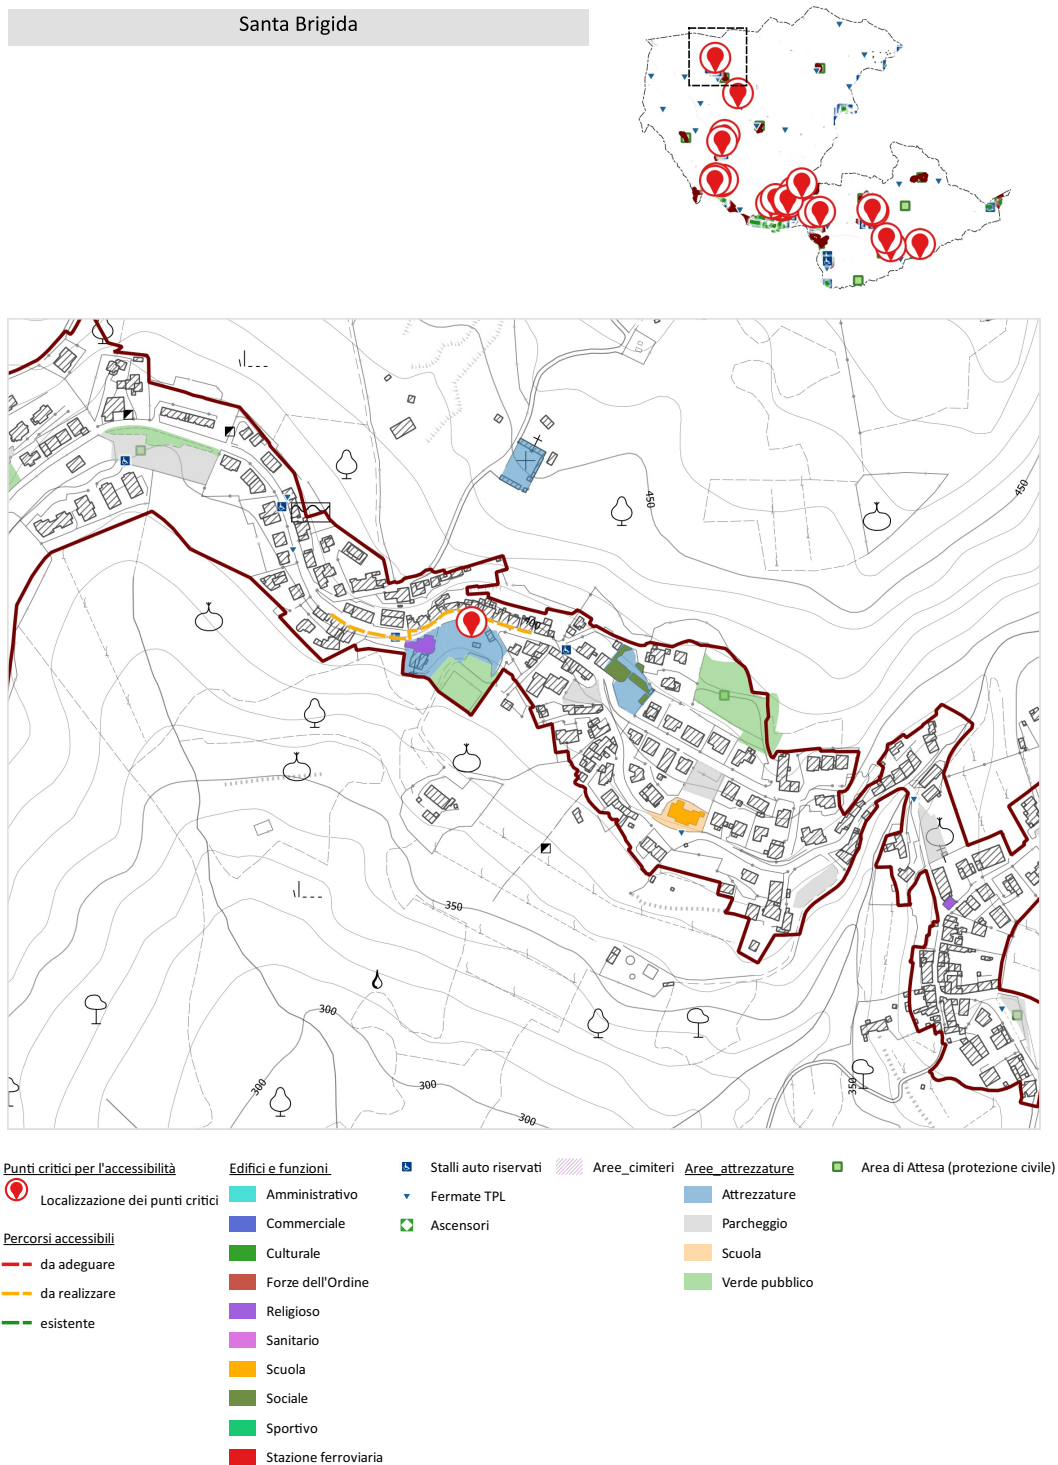 Santa Brigida
450
450
400
350
300
300
300
300
350
Punti critici per l'accessibilità
Localizzazione dei punti critici
Percorsi accessibili
da adeguare
da realizzare
esistente
Edifici e funzioni
Amministrativo
Commerciale
Culturale
Forze dell'Ordine
Religioso
Sanitario
Scuola
Sociale
Sportivo
Stazione ferroviaria
Stalli auto riservati
Fermate TPL
Ascensori
Aree_cimiteri
Aree_attrezzature
Attrezzature
Parcheggio
Scuola
Verde pubblico
Area di Attesa (protezione civile)